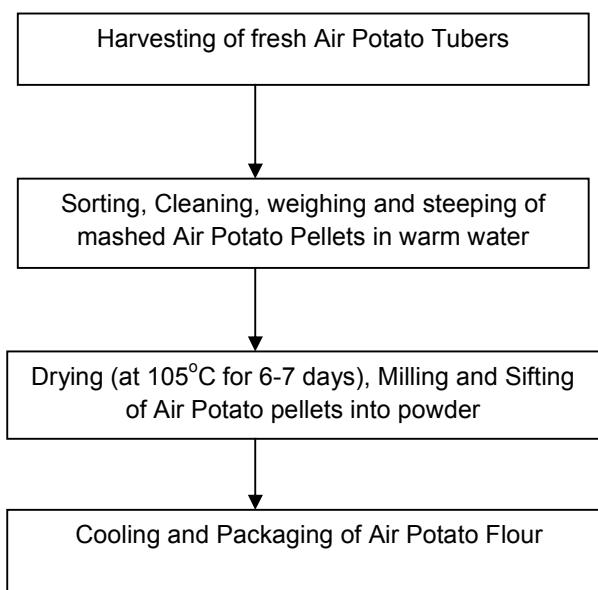 Harvesting of fresh Air Potato Tubers
Sorting, Cleaning, weighing and steeping of
mashed Air Potato Pellets in warm water
Drying (at 105°C for 6-7 days), Milling and Sifting
of Air Potato pellets into powder
Cooling and Packaging of Air Potato Flour